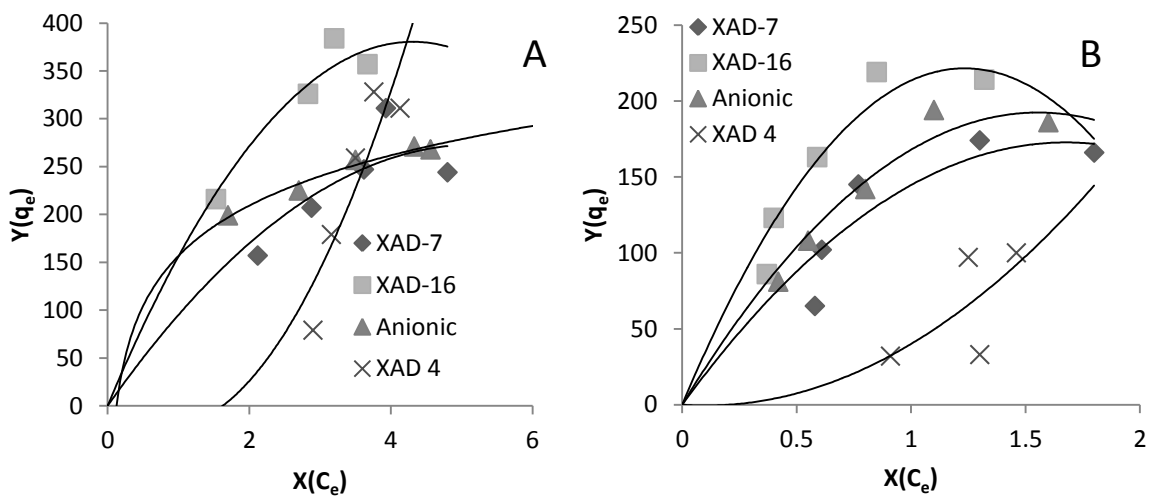 400
350
300
250
200
150
100
50
0
Y(qe)
0 2 4 6
X(Ce)
A
XAD-7
XAD-16
Anionic
XAD 4
250
200
150
100
50
0
Y(qe)
0 0.5 1 1.5 2
X(Ce)
B
XAD-7
XAD-16
Anionic
XAD 4